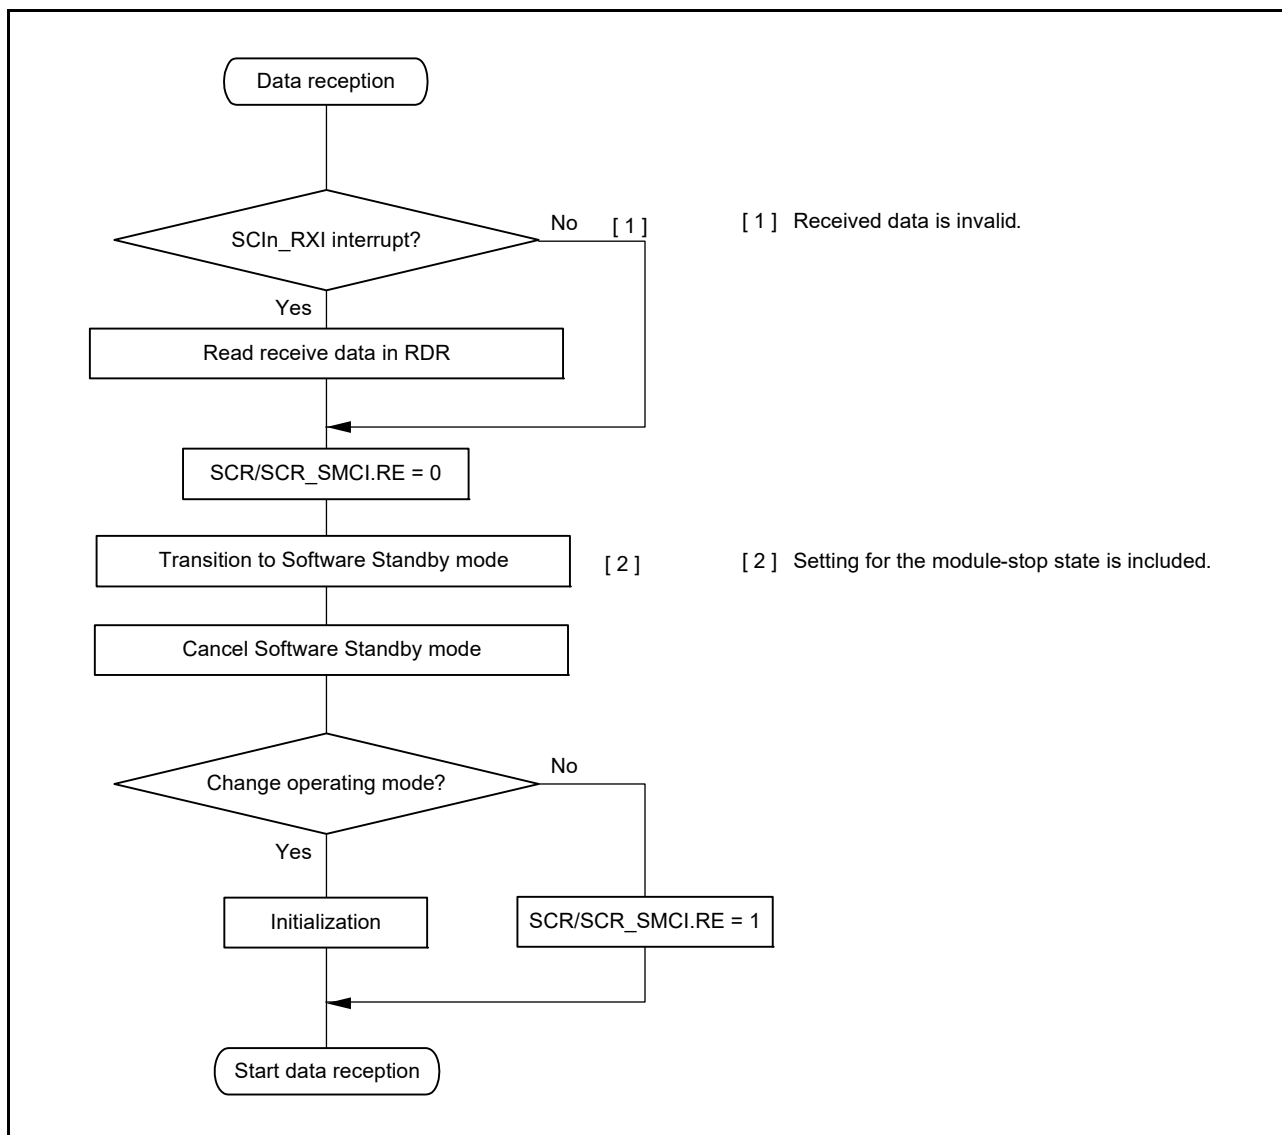 Data reception
SCIn_RXI interrupt?
No [ 1 ]
[ 1 ] Received data is invalid.
Yes
Read receive data in RDR
SCR/SCR_SMCI.RE = 0
Transition to Software Standby mode
[ 2 ]
[ 2 ] Setting for the module-stop state is included.
Cancel Software Standby mode
Change operating mode?
No
Yes
Initialization
SCR/SCR_SMCI.RE = 1
Start data reception